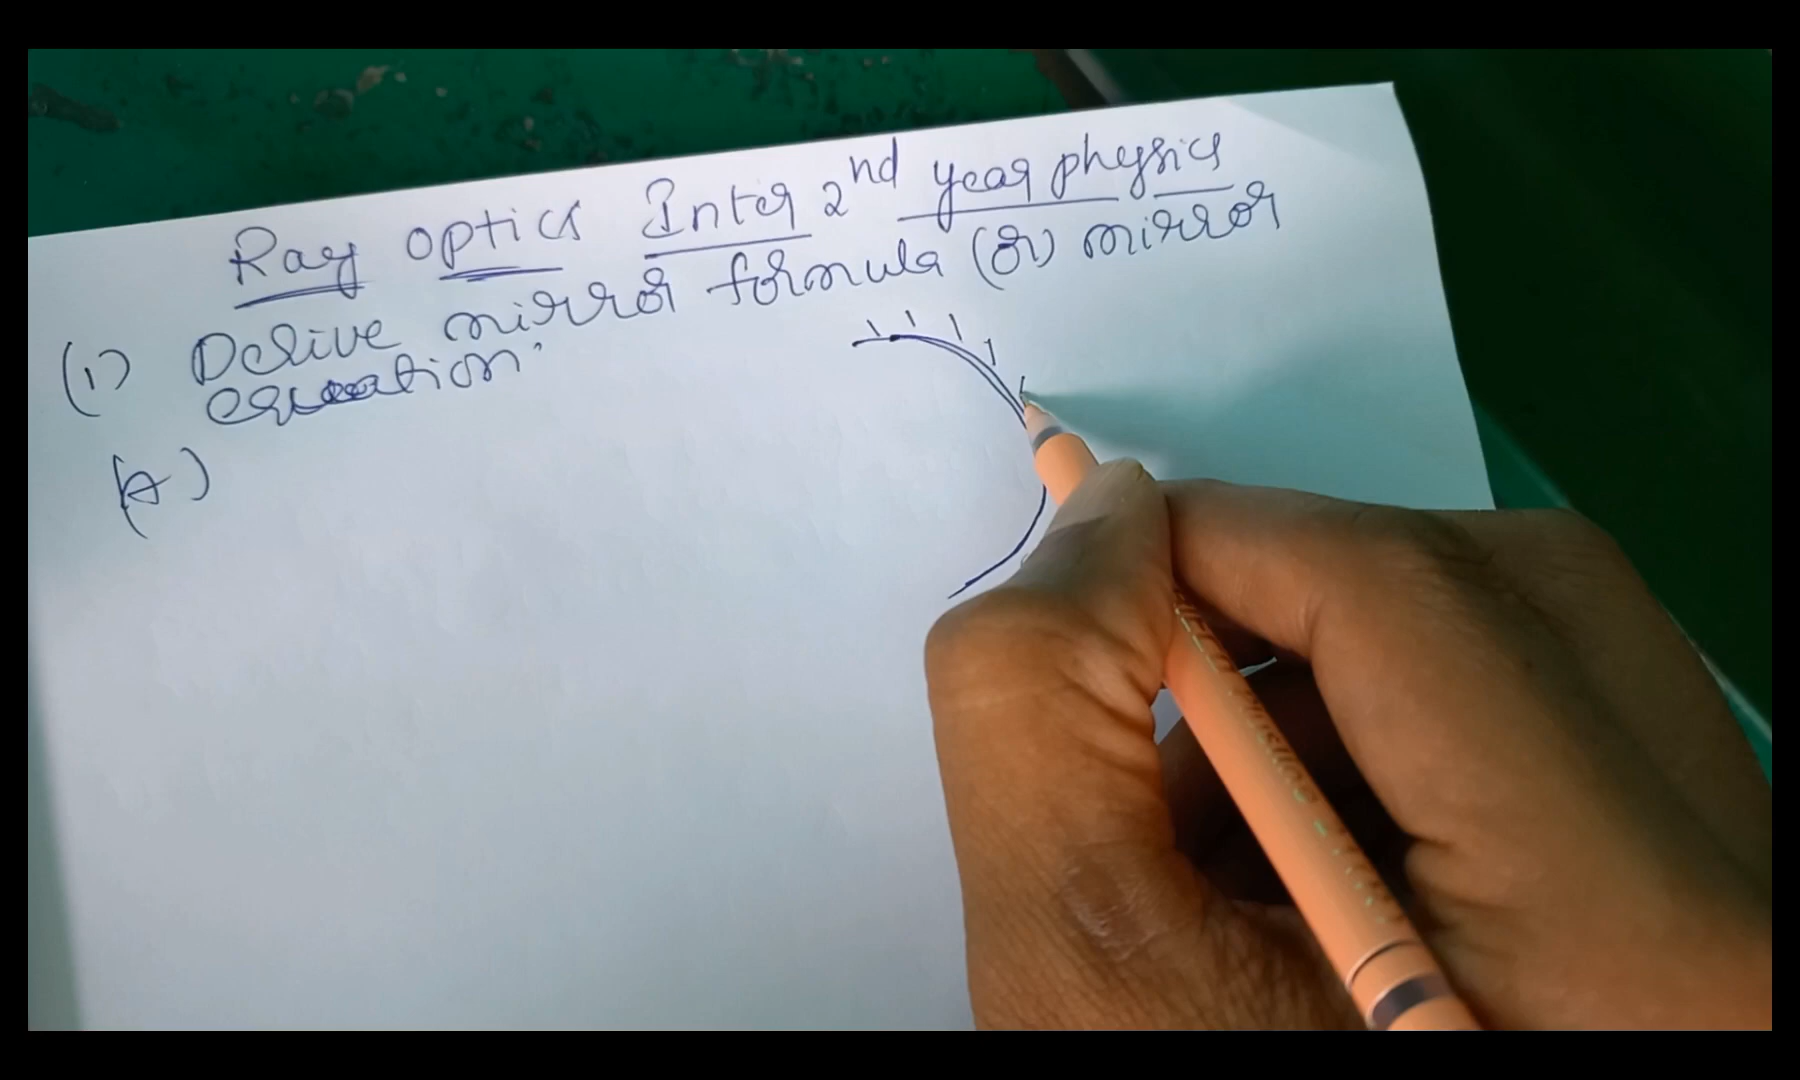 Ray optics Inter 2nd year physics
(1) Derive mirror formula (or) mirror
equation.
(A)